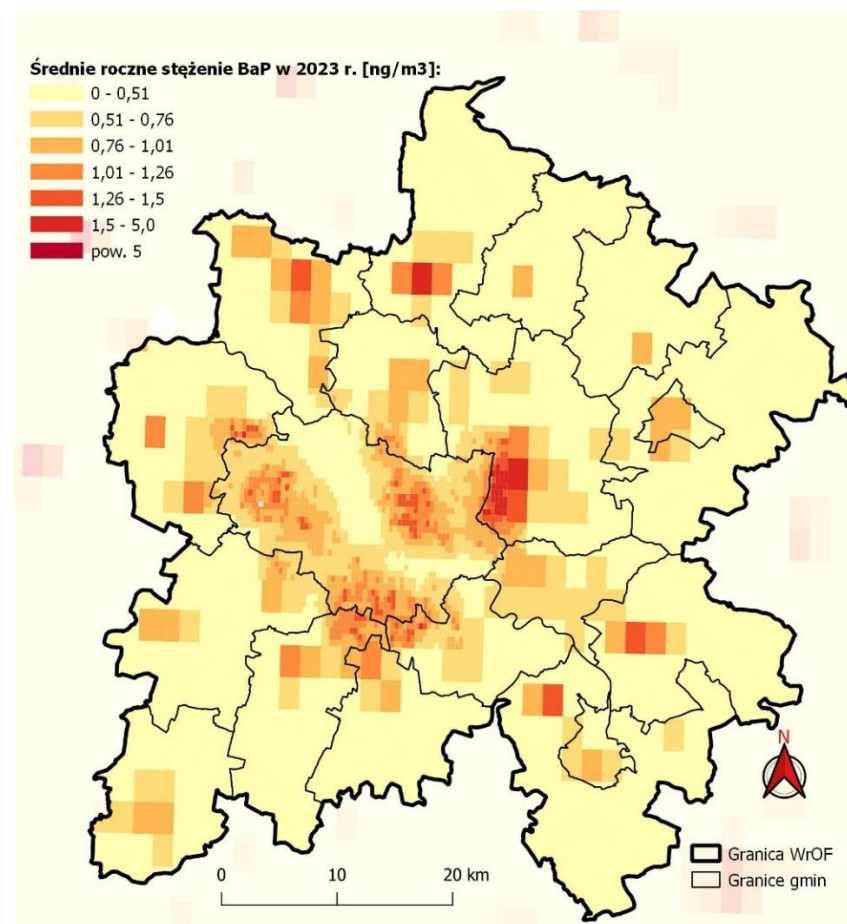 Średnie roczne stężenie BaP w 2023 r. [ng/m3]:
0 - 0,51
0,51 - 0,76
0,76 - 1,01
1,01 - 1,26
1,26 - 1,5
1,5 - 5,0
pow. 5
N
Granica WrOF
Granice gmin
0 10 20 km